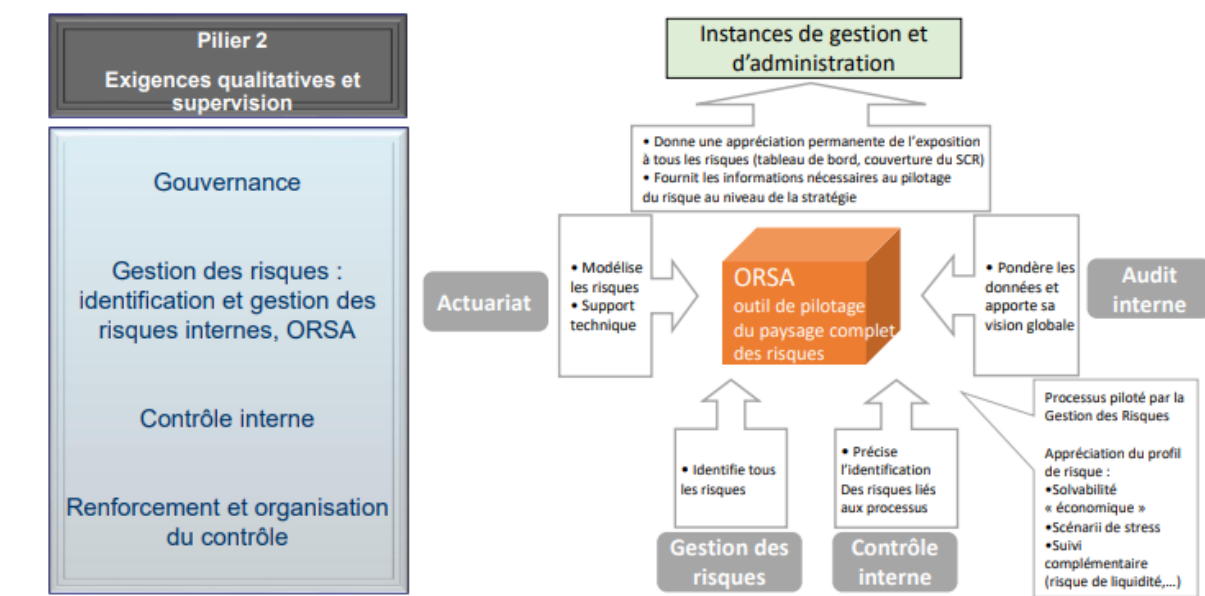 Pilier 2
Exigences qualitatives et
supervision
Gouvernance
Gestion des risques :
identification et gestion des
risques internes, ORSA
Contrôle interne
Renforcement et organisation
du contrôle
Instances de gestion et
d'administration
• Donne une appréciation permanente de l'exposition
à tous les risques (tableau de bord, couverture du SCR)
• Fournit les informations nécessaires au pilotage
du risque au niveau de la stratégie
Actuariat
• Modélise
les risques
• Support
technique
ORSA
outil de pilotage
du paysage complet
des risques
• Pondère les
données et
apporte sa
vision globale
Audit
interne
• Identifie tous
les risques
Gestion des
risques
• Précise
l'identification
Des risques liés
aux processus
Contrôle
interne
Processus piloté par la
Gestion des Risques
Appréciation du profil
de risque :
•Solvabilité
« économique »
•Scénarii de stress
•Suivi
complémentaire
(risque de liquidité,...)